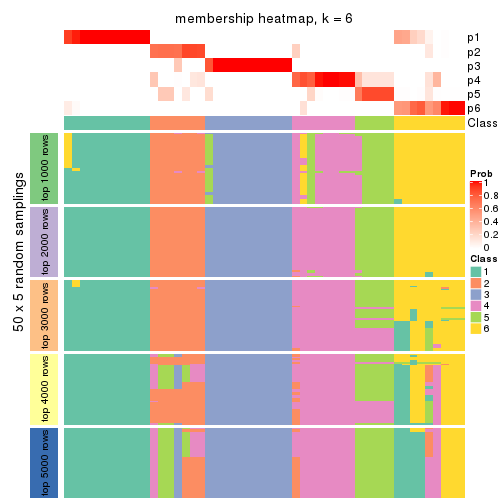 membership heatmap, k = 6
p1
p2
p3
p4
p5
p6
Class
50 x 5 random samplings
top 1000 rows
top 2000 rows
top 3000 rows
top 4000 rows
top 5000 rows
Prob
1
0.8
0.6
0.4
0.2
0
Class
1
2
3
4
5
6